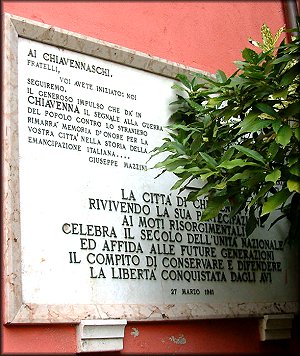 AI CHIAVENNASCHI.
FRATELLI,
VOI AVETE INIZIATO: NOI
SEGUIREMO.
IL GENEROSO IMPULSO CHE DA' IN
CHIAVENNA IL SEGNALE ALLA GUERRA
DEL POPOLO CONTRO LO STRANIERO
RIMARRA' MEMORIA D'ONORE PER LA
VOSTRA CITTA' NELLA STORIA DELLA
EMANCIPAZIONE ITALIANA....
GIUSEPPE MAZZINI
LA CITTÀ DI
RIVIVENDO LA SUA PARTECIPAZ
AI MOTI RISORGIMENTALI
CELEBRA IL SECOLO DELL'UNITÀ NAZIONALE
ED AFFIDA ALLE FUTURE GENERAZIONI
IL COMPITO DI CONSERVARE E DIFENDERE
LA LIBERTÀ CONQUISTATA DAGLI AVI
27 MARZO 1961